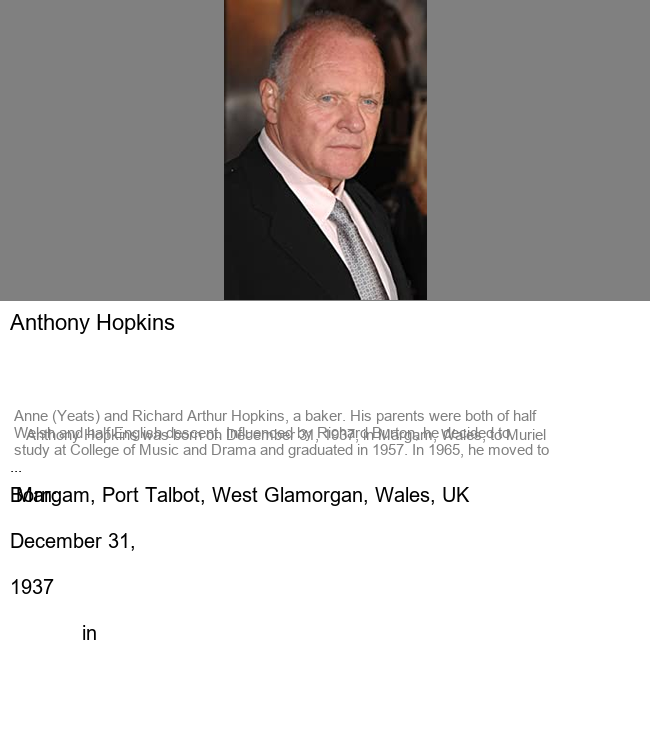 Anthony Hopkins
Anthony Hopkins was born on December 31, 1937, in Margam, Wales, to Muriel
Anne (Yeats) and Richard Arthur Hopkins, a baker. His parents were both of half
Welsh and half English descent. Influenced by Richard Burton, he decided to
study at College of Music and Drama and graduated in 1957. In 1965, he moved to
...
Born:
Margam, Port Talbot, West Glamorgan, Wales, UK
December 31,
1937
in